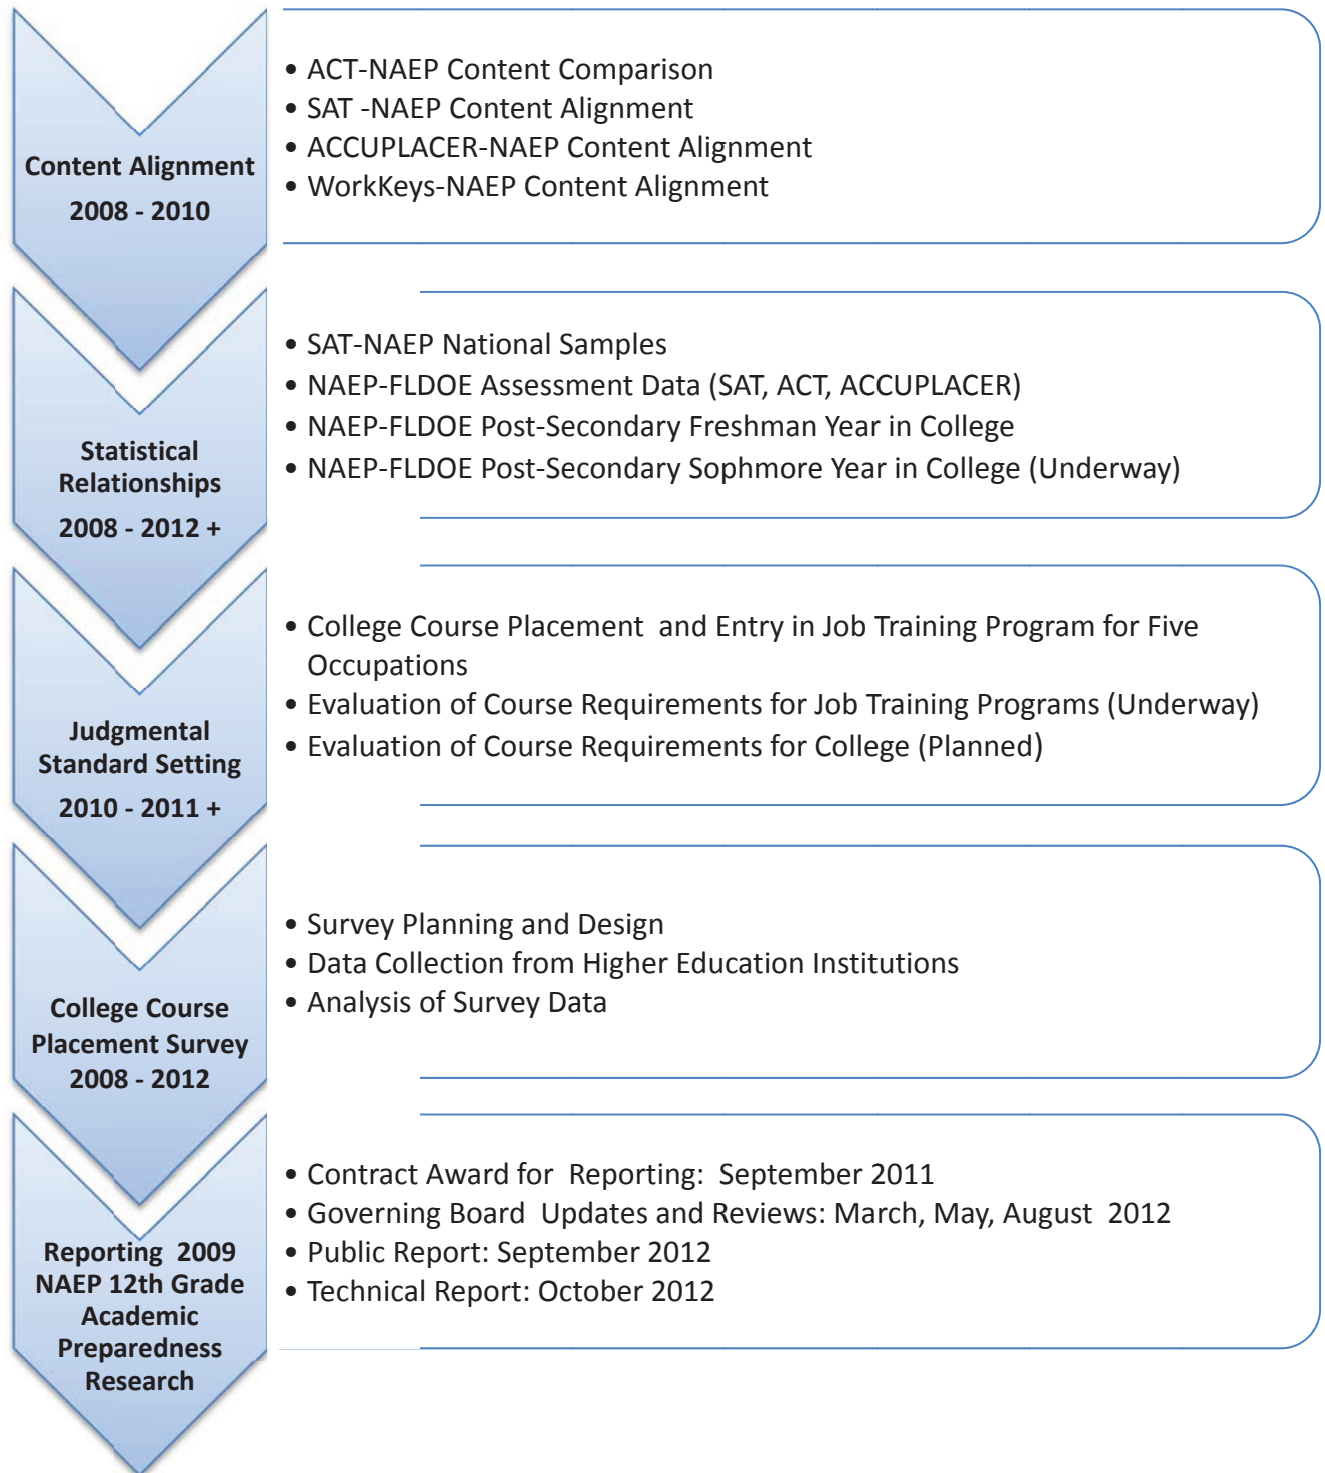 Content Alignment
2008 - 2010
• ACT-NAEP Content Comparison
• SAT -NAEP Content Alignment
• ACCUPLACER-NAEP Content Alignment
• WorkKeys-NAEP Content Alignment
Statistical
Relationships
2008 - 2012 +
• SAT-NAEP National Samples
• NAEP-FLDOE Assessment Data (SAT, ACT, ACCUPLACER)
• NAEP-FLDOE Post-Secondary Freshman Year in College
• NAEP-FLDOE Post-Secondary Sophmore Year in College (Underway)
Judgmental
Standard Setting
2010 - 2011 +
• College Course Placement and Entry in Job Training Program for Five
Occupations
• Evaluation of Course Requirements for Job Training Programs (Underway)
• Evaluation of Course Requirements for College (Planned)
College Course
Placement Survey
2008 - 2012
• Survey Planning and Design
• Data Collection from Higher Education Institutions
• Analysis of Survey Data
Reporting 2009
NAEP 12th Grade
Academic
Preparedness
Research
• Contract Award for Reporting: September 2011
• Governing Board Updates and Reviews: March, May, August 2012
• Public Report: September 2012
• Technical Report: October 2012